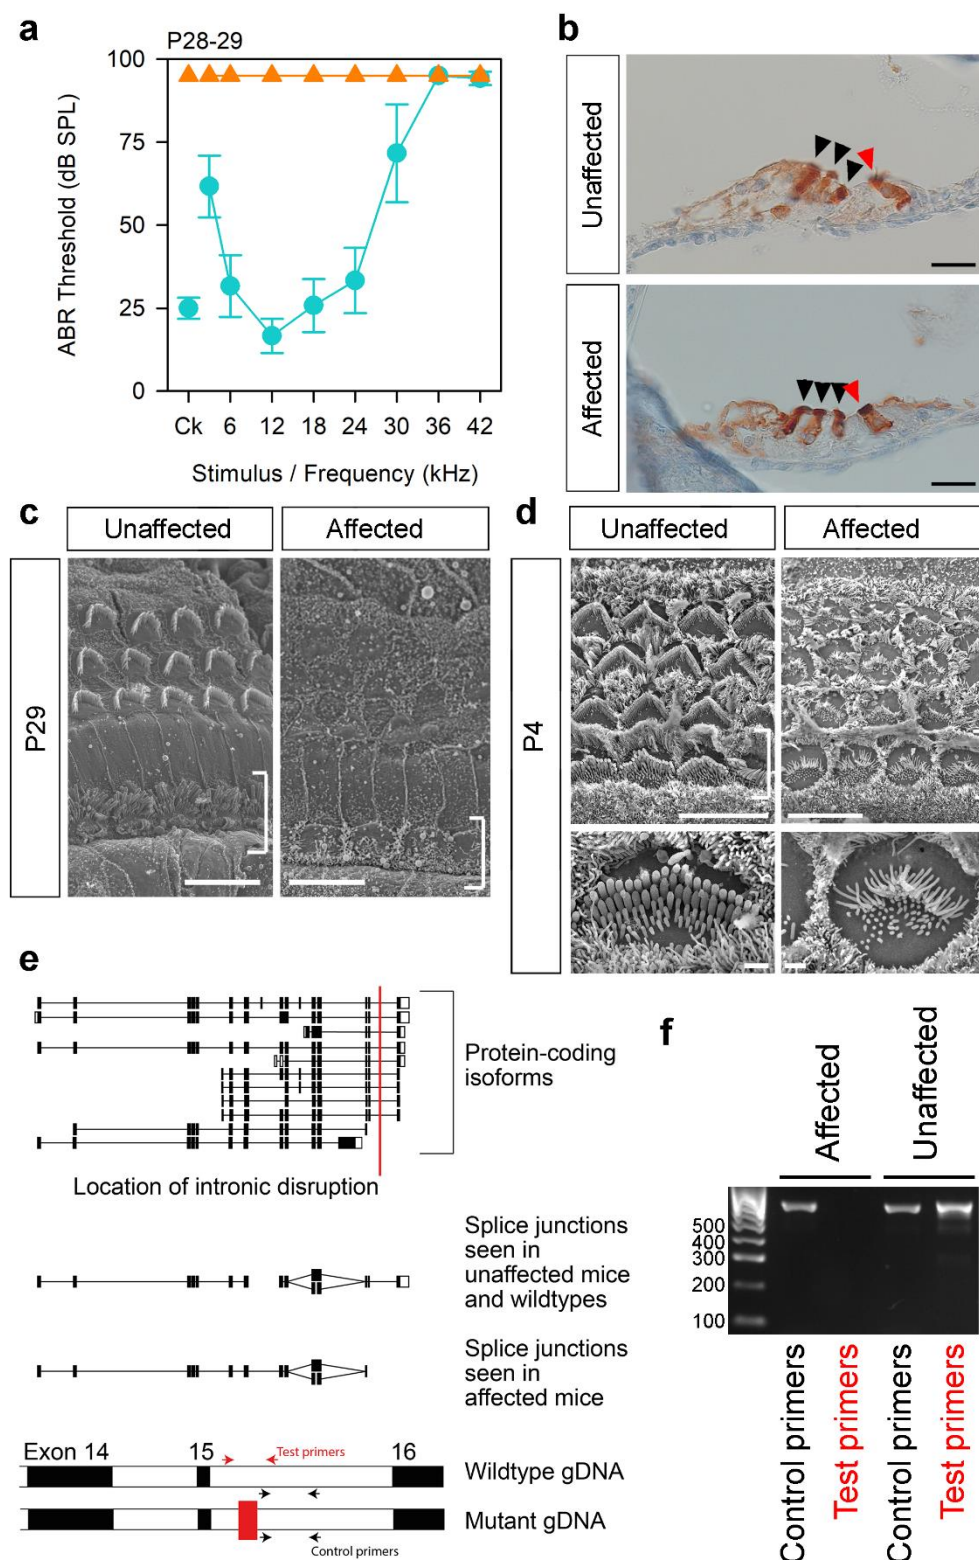 a
P28-29
100
75
50
25
0
ABR Threshold (dB SPL)
Ck 6 12 18 24 30 36 42
Stimulus / Frequency (kHz)
b
Unaffected
Affected
c
Unaffected Affected
P29
d
Unaffected Affected
P4
e
Protein-coding
isoforms
Location of intronic disruption
Splice junctions
seen in
unaffected mice
and wildtypes
Splice junctions
seen in
affected mice
Exon 14 15 16
Test primers
Wildtype gDNA
Mutant gDNA
Control primers
f
Affected
Unaffected
500
400
300
200
100
Control primers
Test primers
Control primers
Test primers